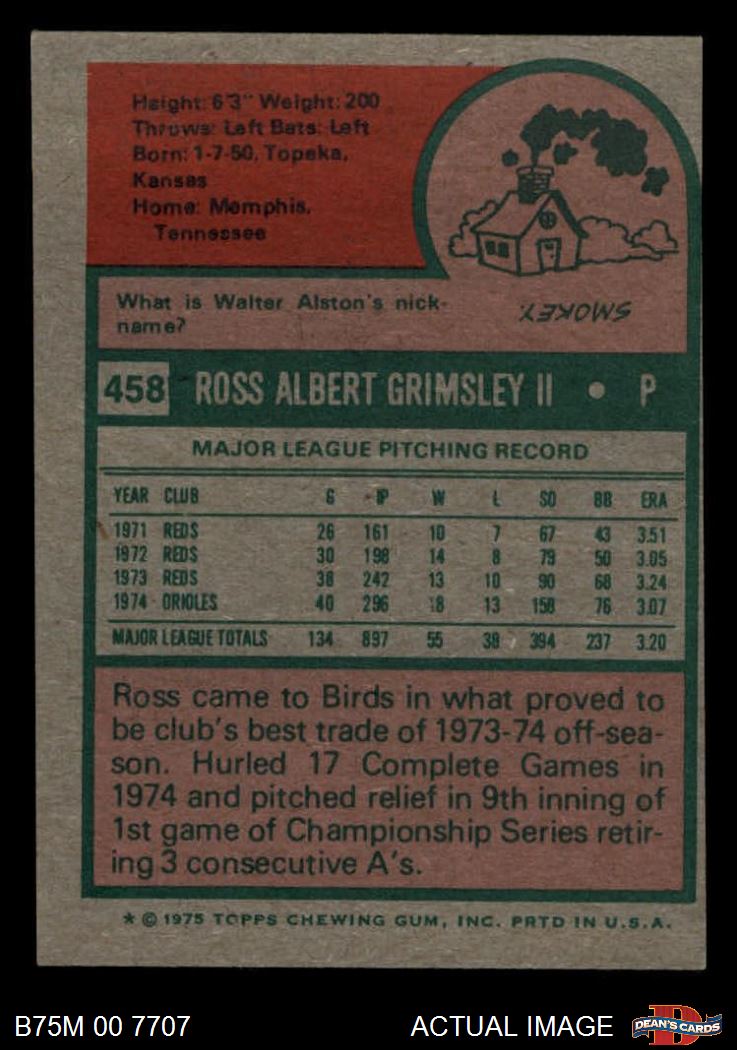 Height: 6'3" Weight: 200
Throws: Left Bats: Left
Born: 1-7-50, Topeka,
Kansas
Home: Memphis,
Tennessee
What is Walter Alston's nick-
name?
SMOKEY.
458 ROSS ALBERT GRIMSLEY II • P
MAJOR LEAGUE PITCHING RECORD
YEAR CLUB G IP W L SO BB ERA
1971 REDS 26 161 10 7 67 43 3.51
1972 REDS 30 198 14 8 79 50 3.05
1973 REDS 38 242 13 10 90 68 3.24
1974 ORIOLES 40 296 18 13 158 76 3.07
MAJOR LEAGUE TOTALS 134 897 55 38 394 237 3.20
Ross came to Birds in what proved to
be club's best trade of 1973-74 off-sea-
son. Hurled 17 Complete Games in
1974 and pitched relief in 9th inning of
1st game of Championship Series retir-
ing 3 consecutive A's.
* © 1975 TOPPS CHEWING GUM, INC. PRTD IN U.S.A.
B75M 00 7707 ACTUAL IMAGE D DEAN'S CARDS